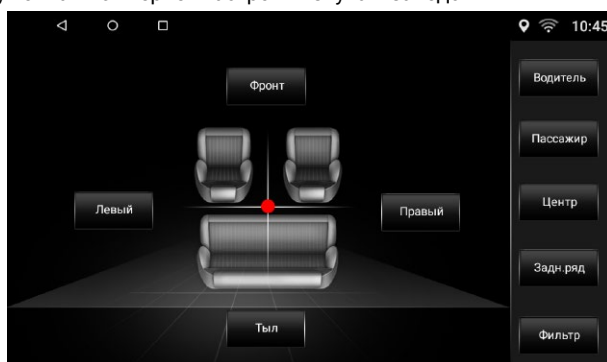 10:45
Фронт
Левый
Правый
Тыл
Водитель
Пассажир
Центр
Задн.ряд
Фильтр